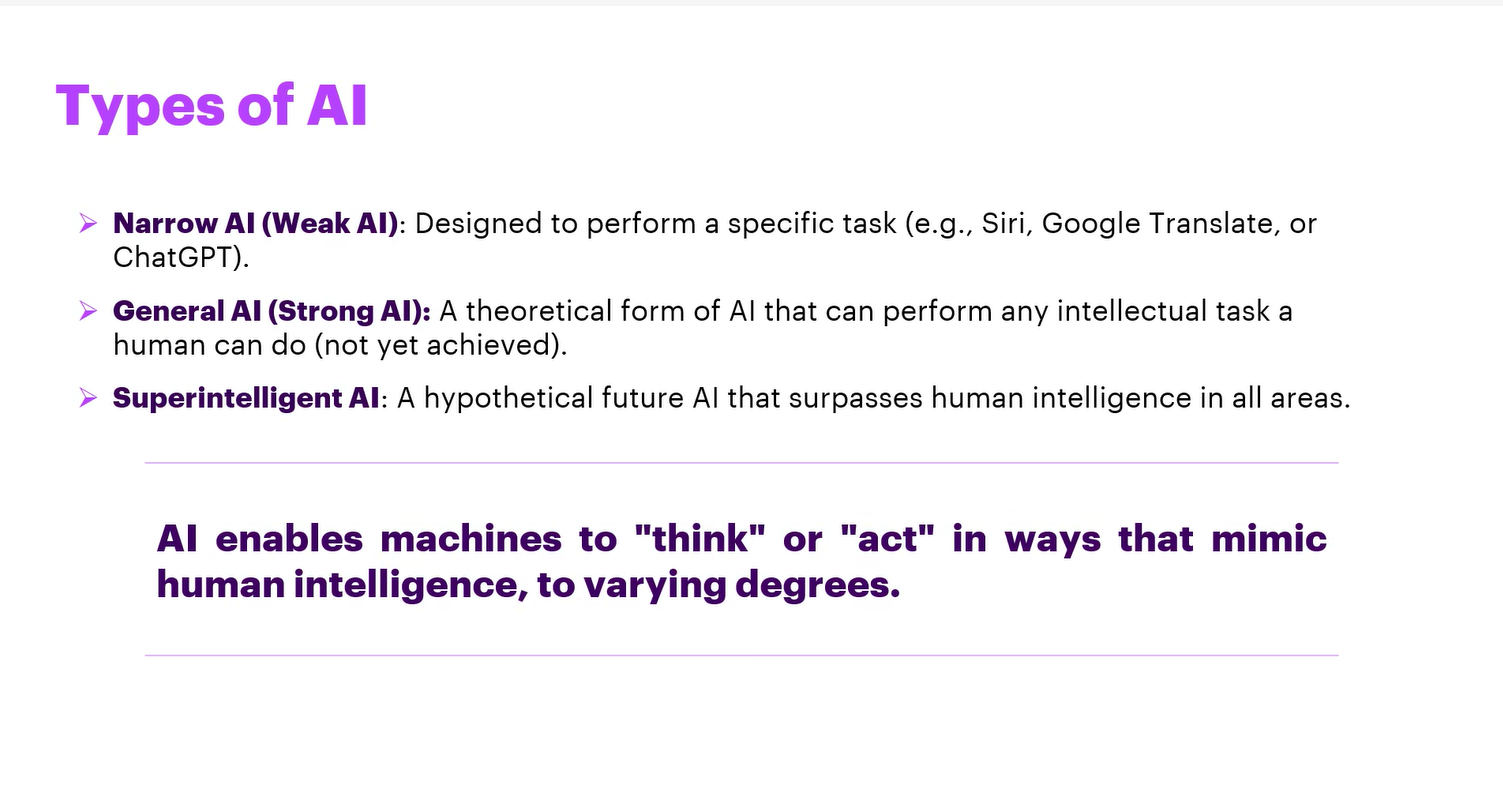 Types of AI
➢ Narrow AI (Weak AI): Designed to perform a specific task (e.g., Siri, Google Translate, or
ChatGPT).
➢ General AI (Strong AI): A theoretical form of AI that can perform any intellectual task a
human can do (not yet achieved).
➢ Superintelligent AI: A hypothetical future AI that surpasses human intelligence in all areas.
AI enables machines to "think" or "act" in ways that mimic
human intelligence, to varying degrees.